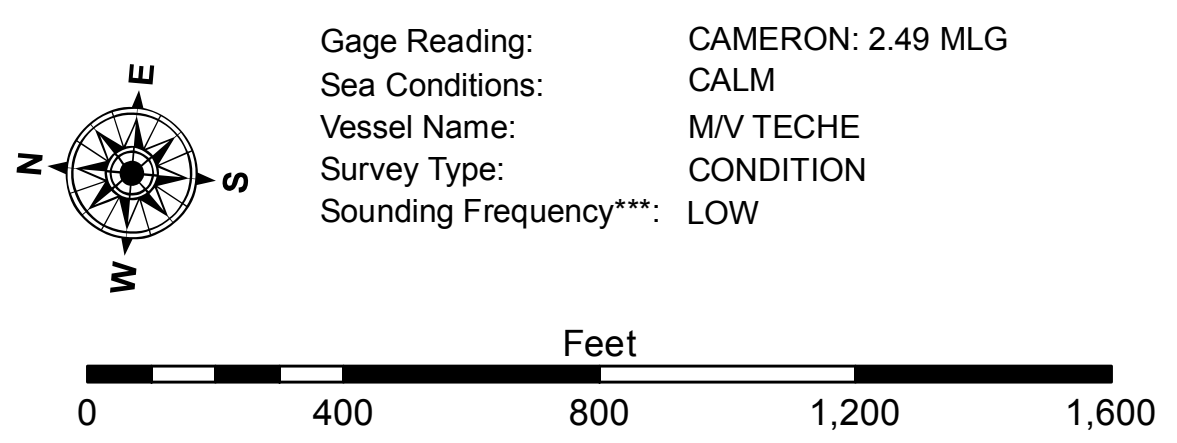 E
N
S
W
Gage Reading: CAMERON: 2.49 MLG
Sea Conditions: CALM
Vessel Name: M/V TECHE
Survey Type: CONDITION
Sounding Frequency***: LOW
Feet
0 400 800 1,200 1,600